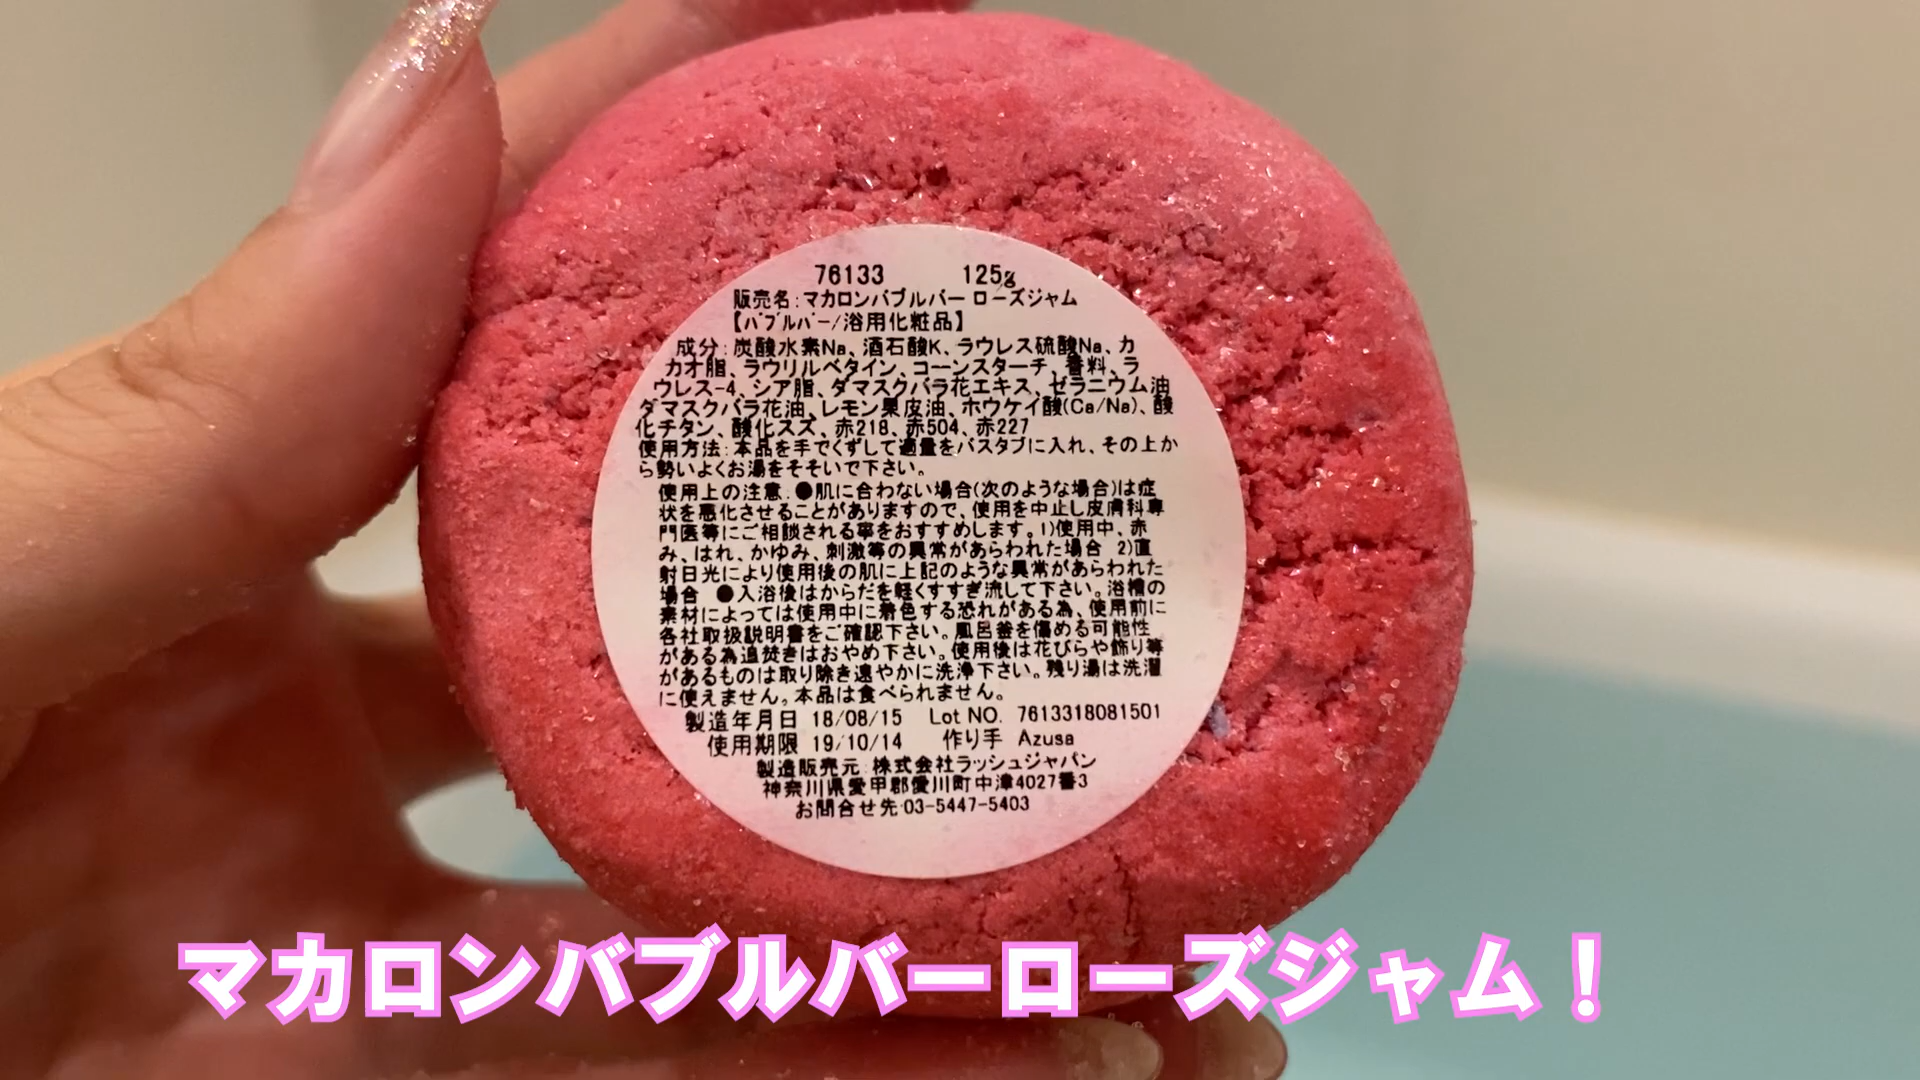 76133 125g
販売名:マカロンバブルバー ローズジャム
【バブルバー/浴用化粧品】
成分:炭酸水素Na、酒石酸K、ラウレス硫酸Na、カ
カオ脂、ラウリルベタイン、コーンスターチ、香料、ラ
ウレス-4、シア脂、ダマスクバラ花エキス、ゼラニウム油
ダマスクバラ花油、レモン果皮油、ホウケイ酸(Ca/Na)、酸
化チタン、酸化スズ、赤218、赤504、赤227
使用方法:本品を手でくずして適量をバスタブに入れ、その上か
ら勢いよくお湯をそそいで下さい。
使用上の注意:●肌に合わない場合(次のような場合)は症
状を悪化させることがありますので、使用を中止し皮膚科専
門医等にご相談される事をおすすめします。1)使用中、赤
み、はれ、かゆみ、刺激等の異常があらわれた場合 2)直
射日光により使用後の肌に上記のような異常があらわれた
場合 ●入浴後はからだを軽くすすぎ流して下さい。浴槽の
素材によっては使用中に着色する恐れがある為、使用前に
各社取扱説明書をご確認下さい。風呂釜を傷める可能性
がある為追焚きはおやめ下さい。使用後は花びらや飾り等
があるものは取り除き速やかに洗浄下さい。残り湯は洗濯
に使えません。本品は食べられません。
製造年月日 18/08/15 Lot NO. 7613318081501
使用期限 19/10/14 作り手 Azusa
製造販売元 株式会社ラッシュジャパン
神奈川県愛甲郡愛川町中津4027番3
お問合せ先 03-5447-5403
マカロンバブルバーローズジャム！